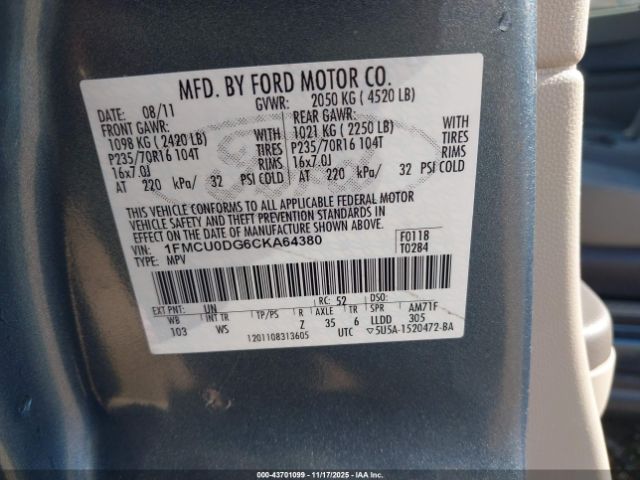 MFD. BY FORD MOTOR CO.
DATE: 08/11 GVWR: 2050 KG (4520 LB)
FRONT GAWR: REAR GAWR:
1098 KG (2420 LB) WITH 1021 KG (2250 LB) WITH
P235/70R16 104T TIRES P235/70R16 104T TIRES
16x7.0J RIMS 16x7.0J RIMS
AT 220 kPa/ 32 PSI COLD AT 220 kPa/ 32 PSI COLD
THIS VEHICLE CONFORMS TO ALL APPLICABLE FEDERAL MOTOR
VEHICLE SAFETY AND THEFT PREVENTION STANDARDS IN
EFFECT ON THE DATE OF MANUFACTURE SHOWN ABOVE.
VIN: 1FMCU0DG6CKA64380 F0118
TYPE: MPV T0284
EXT PNT: UN RC: 52 DSO:
WB INT TR TP/PS R AXLE TR SPR AM71F
103 WS Z 35 6 LLDD 305
1201108313605 UTC ▽5U5A-1520472-BA
Ford
00-43701099 - 11/17/2025 - IAAI.CA